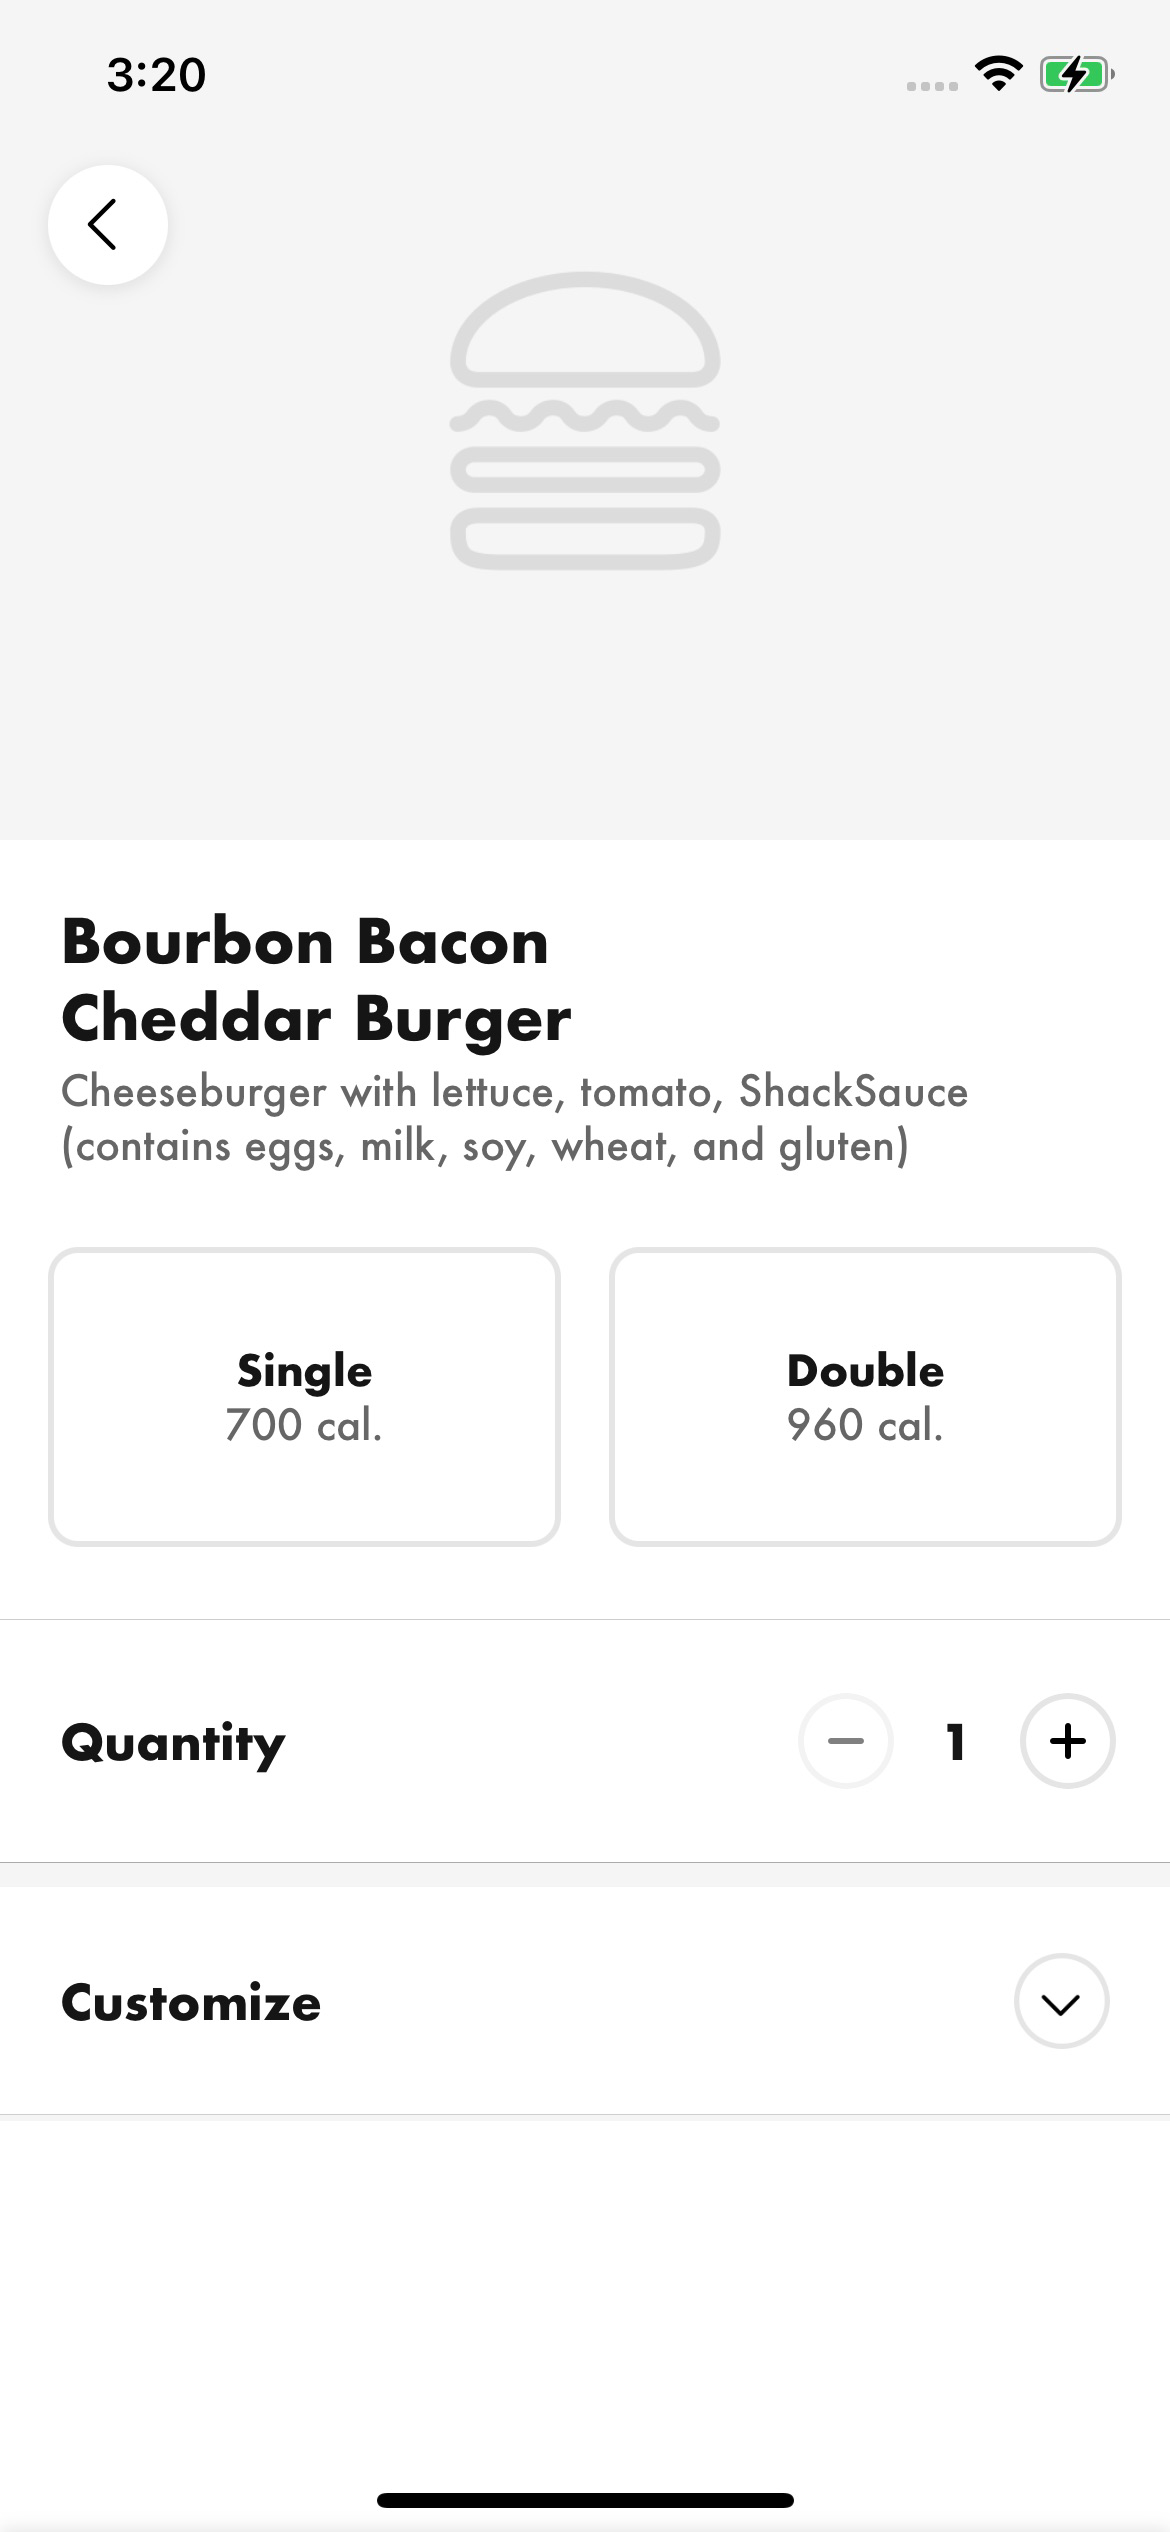 3:20
Bourbon Bacon
Cheddar Burger
Cheeseburger with lettuce, tomato, ShackSauce
(contains eggs, milk, soy, wheat, and gluten)
Single
700 cal.
Double
960 cal.
Quantity
1
Customize